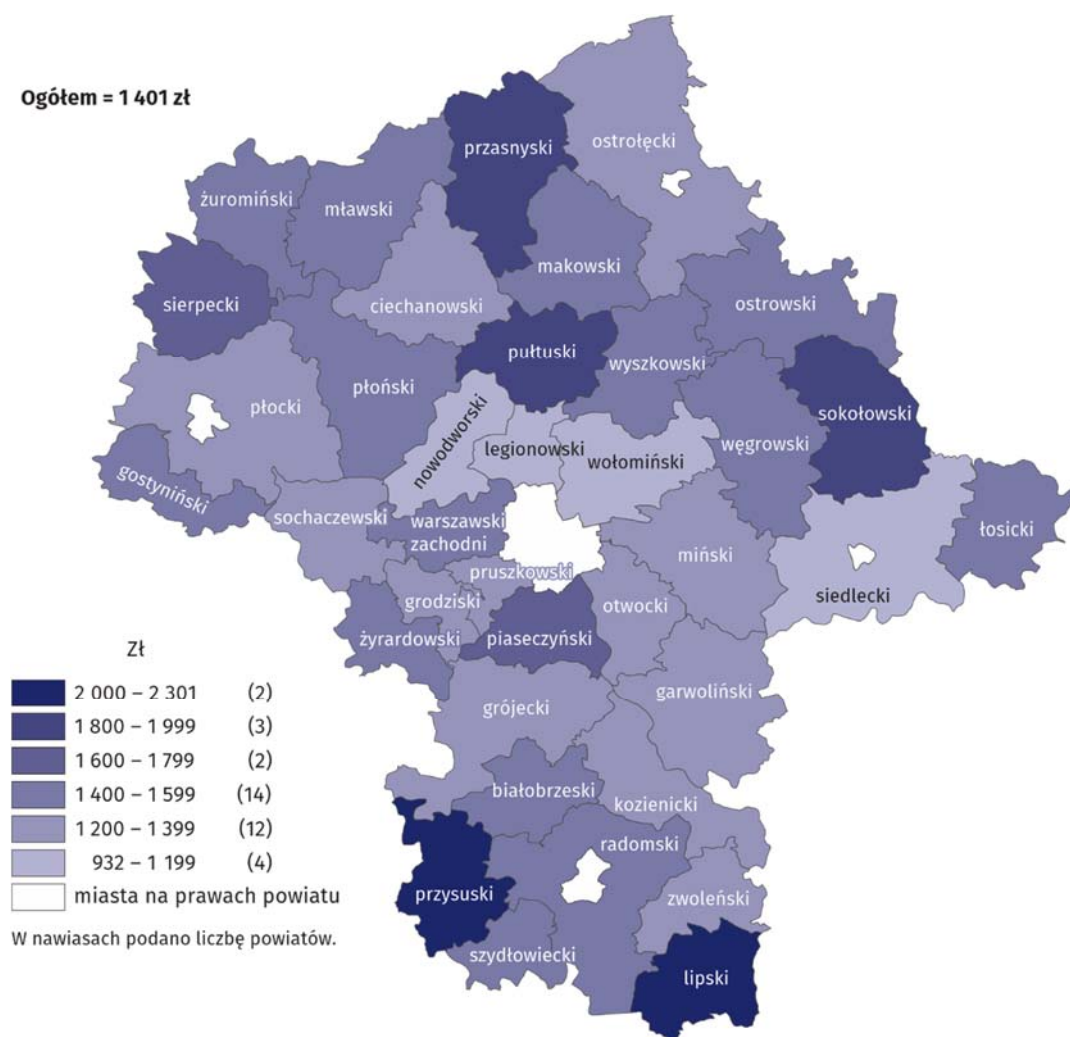 Ogółem = 1 401 zł
ostrołęcki
przasnyski
żuromiński
mławski
makowski
ciechanowski
sierpecki
ostrowski
pułtuski
wyszkowski
płoński
płocki
sokołowski
nowodworski
legionowski
wołomiński
węgrowski
gostyniński
sochaczewski
warszawski
zachodni
łosicki
miński
siedlecki
pruszkowski
grodziski
otwocki
żyrardowski
piaseczyński
garwoliński
grójecki
białobrzeski
kozienicki
radomski
przysuski
zwoleński
szydłowiecki
lipski
Zł
2 000 – 2 301 (2)
1 800 – 1 999 (3)
1 600 – 1 799 (2)
1 400 – 1 599 (14)
1 200 – 1 399 (12)
932 – 1 199 (4)
miasta na prawach powiatu
W nawiasach podano liczbę powiatów.